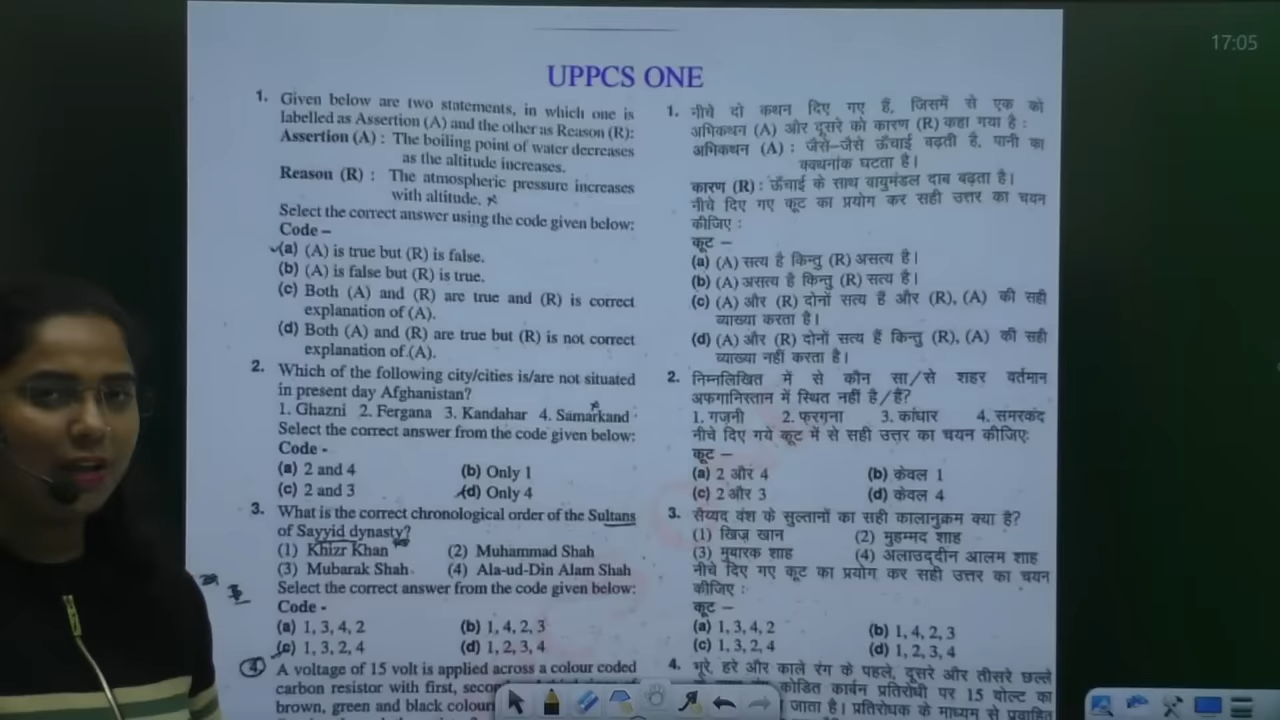 17:05
UPPCS ONE
1. Given below are two statements, in which one is
labelled as Assertion (A) and the other as Reason (R):
Assertion (A) : The boiling point of water decreases
as the altitude increases.
Reason (R) : The atmospheric pressure increases
with altitude.
Select the correct answer using the code given below:
Code –
(a) (A) is true but (R) is false.
(b) (A) is false but (R) is true.
(c) Both (A) and (R) are true and (R) is correct
explanation of (A).
(d) Both (A) and (R) are true but (R) is not correct
explanation of (A).
2. Which of the following city/cities is/are not situated
in present day Afghanistan?
1. Ghazni 2. Fergana 3. Kandahar 4. Samarkand
Select the correct answer from the code given below:
Code -
(a) 2 and 4 (b) Only 1
(c) 2 and 3 (d) Only 4
3. What is the correct chronological order of the Sultans
of Sayyid dynasty?
(1) Khizr Khan (2) Muhammad Shah
(3) Mubarak Shah (4) Ala-ud-Din Alam Shah
Select the correct answer from the code given below:
Code -
(a) 1, 3, 4, 2 (b) 1, 4, 2, 3
(c) 1, 3, 2, 4 (d) 1, 2, 3, 4
4 A voltage of 15 volt is applied across a colour coded
carbon resistor with first,
brown, green and black colour
1. नीचे दो कथन दिए गए हैं, जिसमें से एक को
अभिकथन (A) और दूसरे को कारण (R) कहा गया है :
अभिकथन (A) : जैसे-जैसे ऊँचाई बढ़ती है, पानी का
क्वथनांक घटता है।
कारण (R) : ऊँचाई के साथ वायुमंडल दाब बढ़ता है।
नीचे दिए गए कूट का प्रयोग कर सही उत्तर का चयन
कीजिए :
कूट –
(a) (A) सत्य है किन्तु (R) असत्य है।
(b) (A) असत्य है किन्तु (R) सत्य है।
(c) (A) और (R) दोनों सत्य हैं और (R), (A) की सही
व्याख्या करता है।
(d) (A) और (R) दोनों सत्य हैं किन्तु (R), (A) की सही
व्याख्या नहीं करता है।
2. निम्नलिखित में से कौन सा/से शहर वर्तमान
अफगानिस्तान में स्थित नहीं है/हैं?
1. गज़नी 2. फरगना 3. कांधार 4. समरकंद
नीचे दिए गये कूट में से सही उत्तर का चयन कीजिए:
कूट –
(a) 2 और 4 (b) केवल 1
(c) 2 और 3 (d) केवल 4
3. सैय्यद वंश के सुल्तानों का सही कालानुक्रम क्या है?
(1) खिज्र खान (2) मुहम्मद शाह
(3) मुबारक शाह (4) अलाउद्दीन आलम शाह
नीचे दिए गए कूट का प्रयोग कर सही उत्तर का चयन
कीजिए :
कूट –
(a) 1, 3, 4, 2 (b) 1, 4, 2, 3
(c) 1, 3, 2, 4 (d) 1, 2, 3, 4
4. भूरे, हरे और काले रंग के पहले, दूसरे और तीसरे छल्ले
कोडित कार्बन प्रतिरोधी पर 15 वोल्ट का
जाता है। प्रतिरोधक के माध्यम से प्रवाहित